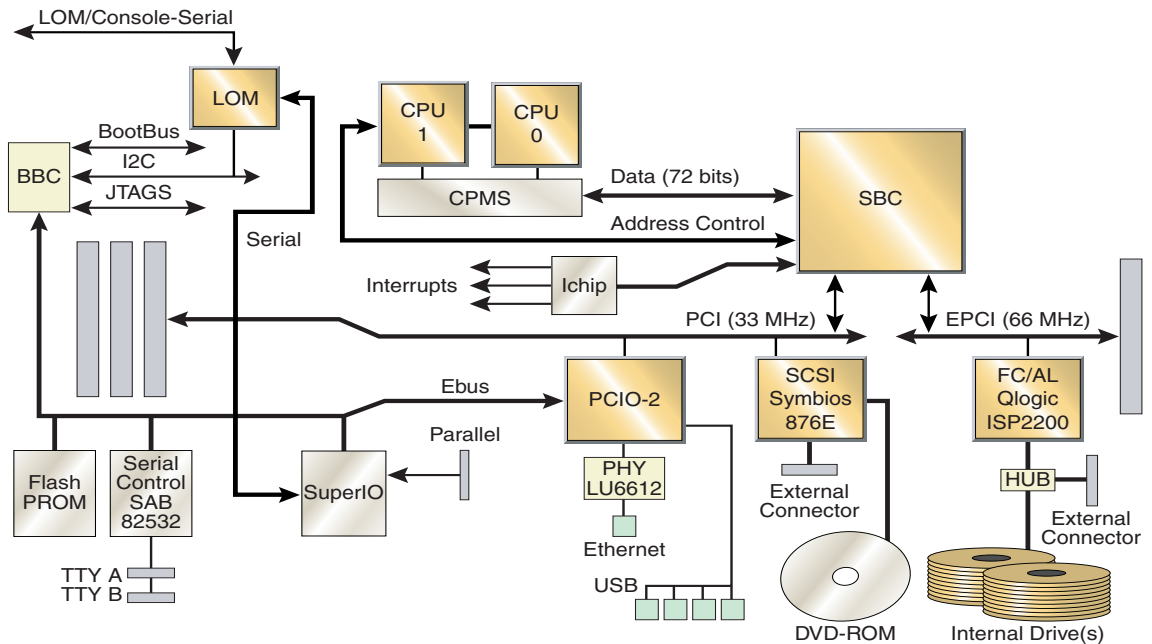 LOM/Console-Serial
LOM
CPU
1
CPU
0
BootBus
I2C
JTAGS
BBC
CPMS
Data (72 bits)
SBC
Address Control
Serial
Interrupts
Ichip
PCI (33 MHz)
EPCI (66 MHz)
Ebus
PCIO-2
SCSI
Symbios
876E
FC/AL
Qlogic
ISP2200
Parallel
Flash
PROM
Serial
Control
SAB
82532
SuperIO
PHY
LU6612
HUB
External
Connector
External
Connector
Ethernet
TTY A
TTY B
USB
DVD-ROM
Internal Drive(s)